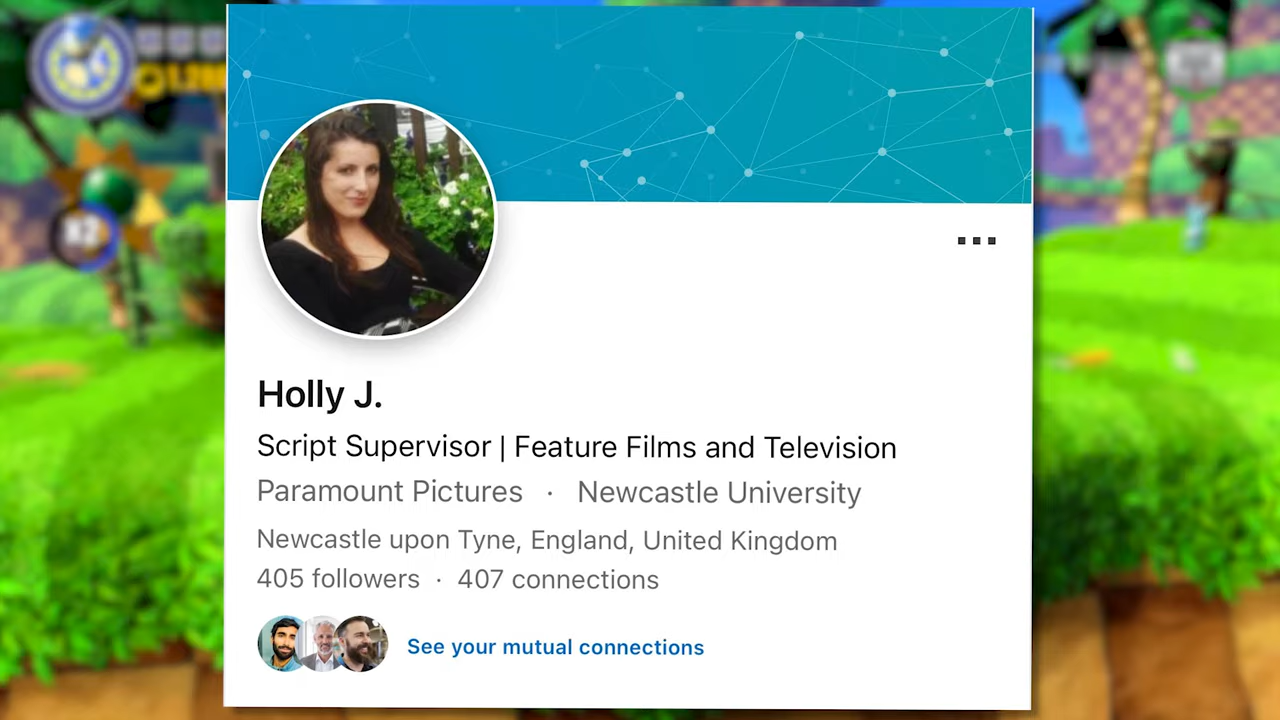 Holly J.
Script Supervisor | Feature Films and Television
Paramount Pictures · Newcastle University
Newcastle upon Tyne, England, United Kingdom
405 followers · 407 connections
See your mutual connections
X2